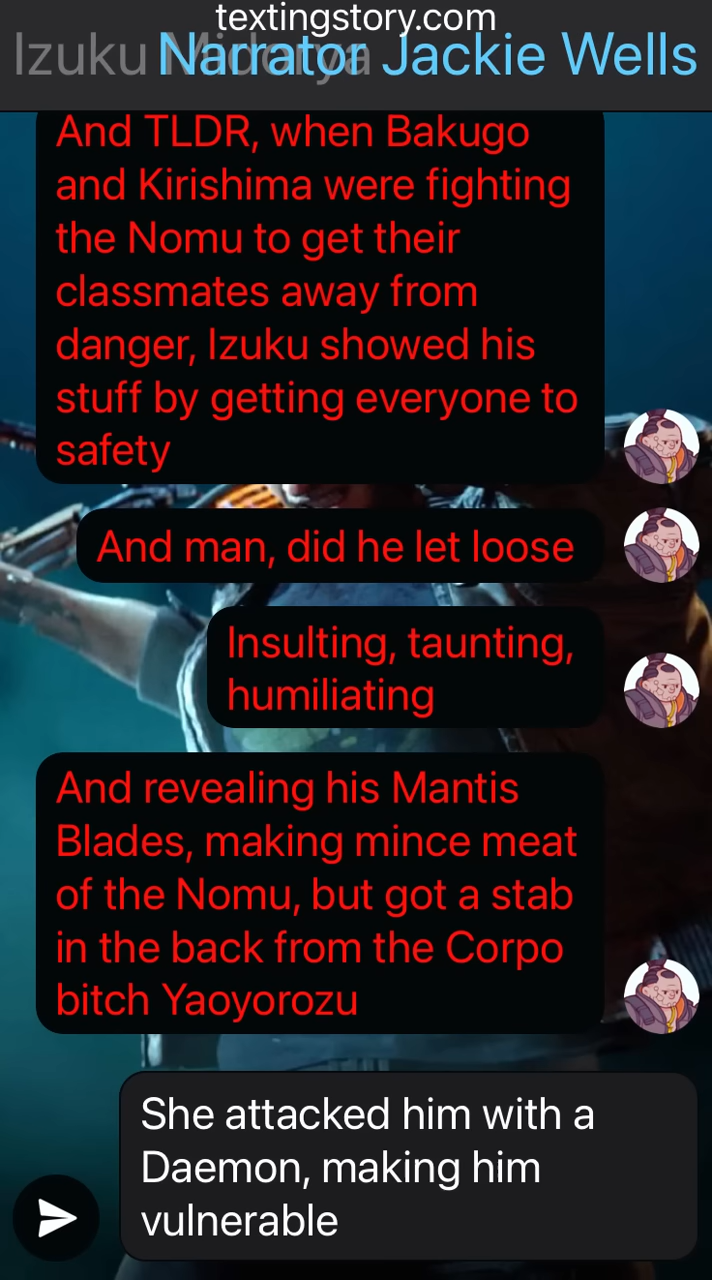 textingstory.com
Izuku Midoriya Narrator Jackie Wells
And TLDR, when Bakugo
and Kirishima were fighting
the Nomu to get their
classmates away from
danger, Izuku showed his
stuff by getting everyone to
safety
And man, did he let loose
Insulting, taunting,
humiliating
And revealing his Mantis
Blades, making mince meat
of the Nomu, but got a stab
in the back from the Corpo
bitch Yaoyorozu
She attacked him with a
Daemon, making him
vulnerable